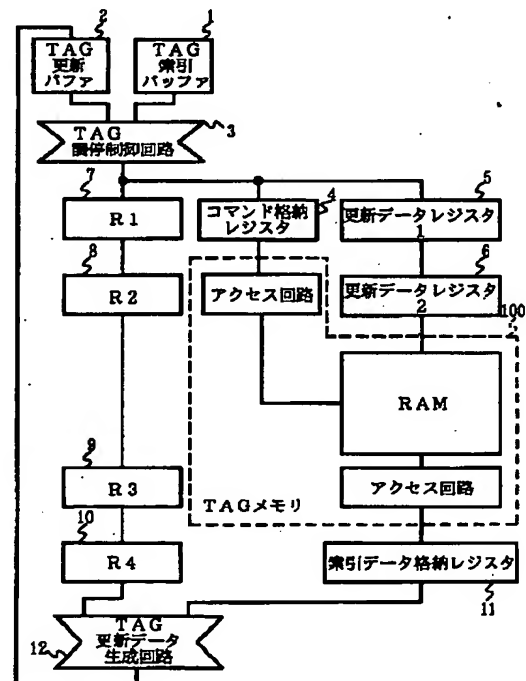 2
1
TAG
更新
バファ
TAG
索引
バッファ
TAG
調停制御回路
3
7
R1
4
コマンド格納
レジスタ
5
更新データレジスタ
1
8
R2
アクセス回路
6
更新データレジスタ
2
100
RAM
9
R3
アクセス回路
TAGメモリ
10
R4
索引データ格納レジスタ
11
TAG
更新データ
生成回路
12